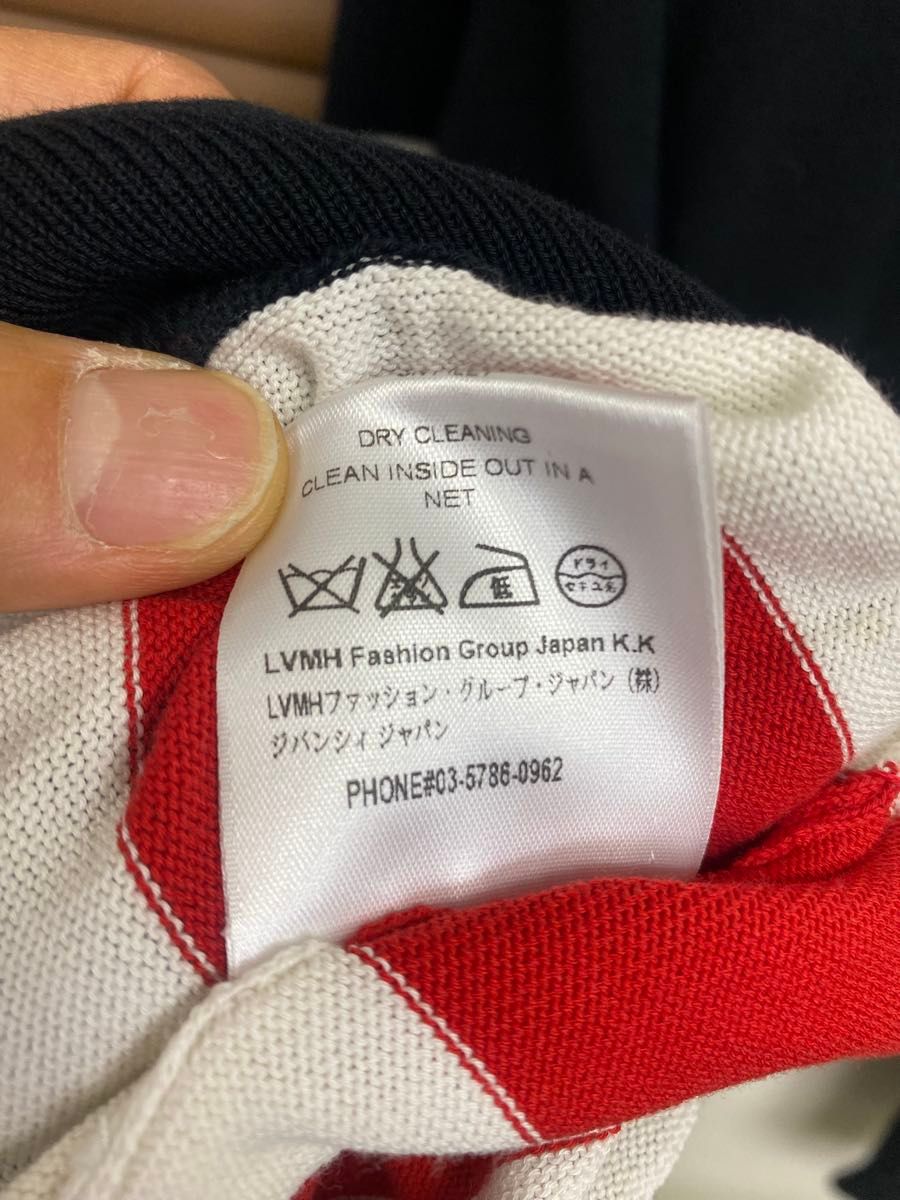 DRY CLEANING
CLEAN INSIDE OUT IN A
NET
低
ドライ
セキユ系
LVMH Fashion Group Japan K.K
LVMHファッション・グループ・ジャパン (株)
ジバンシィ ジャパン
PHONE#03-5786-0962